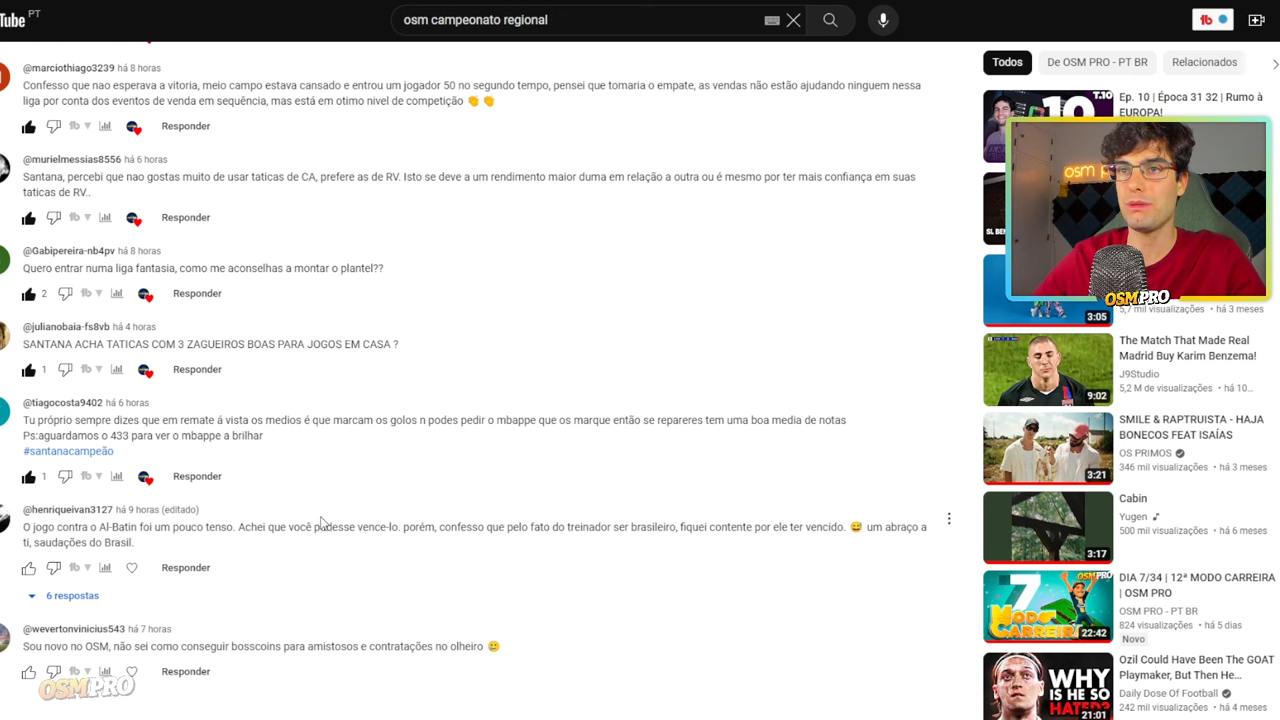 Tube PT
osm campeonato regional
@marciothiago3239 há 8 horas
Confesso que nao esperava a vitoria, meio campo estava cansado e entrou um jogador 50 no segundo tempo, pensei que tomaria o empate, as vendas não estão ajudando ninguem nessa
liga por conta dos eventos de venda em sequência, mas está em otimo nivel de competição 👏 👏
Responder
@murielmessias8556 há 6 horas
Santana, percebi que nao gostas muito de usar taticas de CA, prefere as de RV. Isto se deve a um rendimento maior duma em relação a outra ou é mesmo por ter mais confiança em suas
taticas de RV..
Responder
@Gabipereira-nb4pv há 8 horas
Quero entrar numa liga fantasia, como me aconselhas a montar o plantel??
2 Responder
@julianobaia-fs8vb há 4 horas
SANTANA ACHA TATICAS COM 3 ZAGUEIROS BOAS PARA JOGOS EM CASA ?
1 Responder
@tiagocosta9402 há 6 horas
Tu próprio sempre dizes que em remate á vista os medios é que marcam os golos n podes pedir o mbappe que os marque então se reparares tem uma boa media de notas
Ps:aguardamos o 433 para ver o mbappe a brilhar
#santanacampeão
1 Responder
@henriqueivan3127 há 9 horas (editado)
O jogo contra o Al-Batin foi um pouco tenso. Achei que você pudesse vence-lo. porém, confesso que pelo fato do treinador ser brasileiro, fiquei contente por ele ter vencido. 😅 um abraço a
ti, saudações do Brasil.
Responder
6 respostas
@wevertonvinicius543 há 7 horas
Sou novo no OSM, não sei como conseguir bosscoins para amistosos e contratações no olheiro 🥲
Responder
OSMPRO
Todos De OSM PRO - PT BR Relacionados
T.10
10
Ep. 10 | Época 31 32 | Rumo à
EUROPA!
osm p
OSMPRO
SL BEN
5,7 mil visualizações • há 3 meses
3:05
The Match That Made Real
Madrid Buy Karim Benzema!
J9Studio
5,2 M de visualizações • há 10...
9:02
SMILE & RAPTRUISTA - HAJA
BONECOS FEAT ISAÍAS
OS PRIMOS
346 mil visualizações • há 3 meses
3:21
Cabin
Yugen
500 mil visualizações • há 6 meses
3:17
DIA 7/34 | 12ª MODO CARREIRA
| OSM PRO
OSM PRO - PT BR
824 visualizações • há 5 dias
Novo
OSMPRO
7 MODO
CARREIRA
22:42
Ozil Could Have Been The GOAT
Playmaker, But Then He...
Daily Dose Of Football
242 mil visualizações • há 4 meses
WHY
IS HE SO
HATED?
21:01